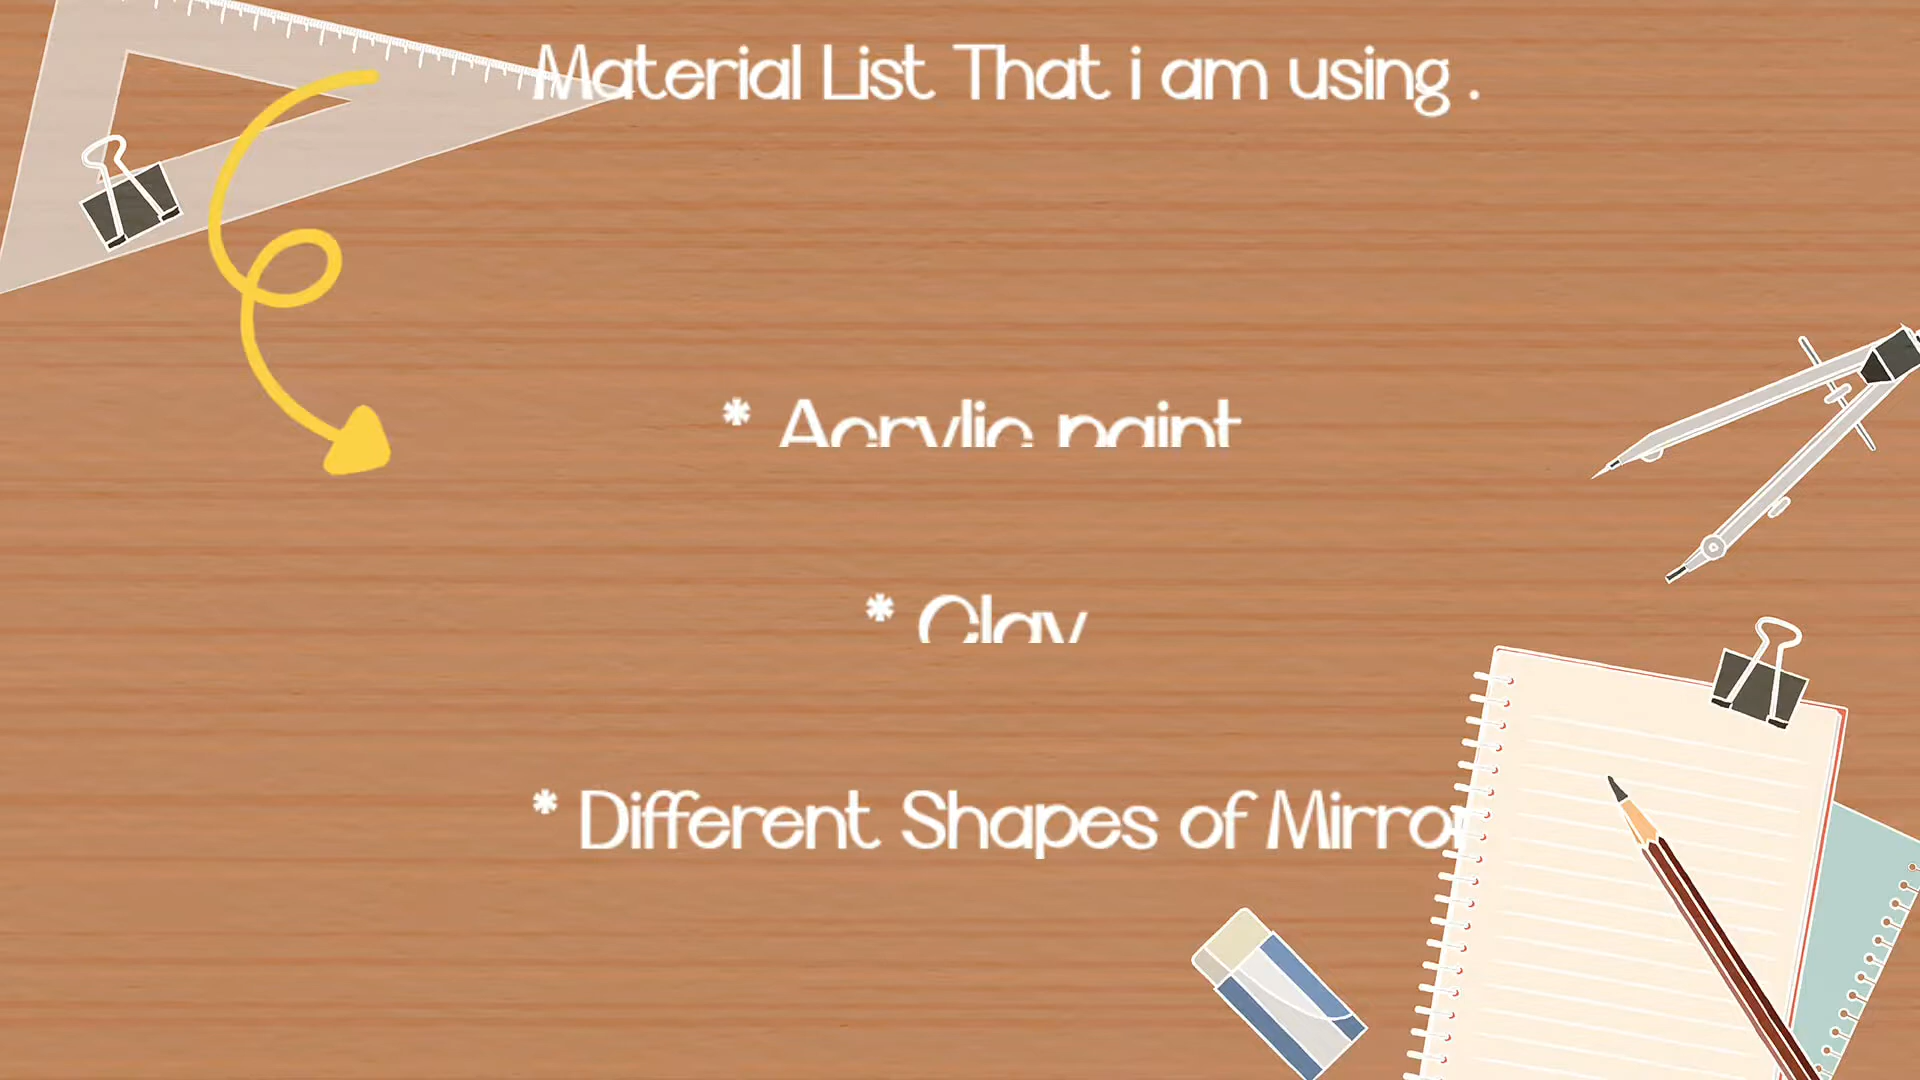 Material List That i am using .
* Acrylic paint
* Clay
* Different Shapes of Mirror